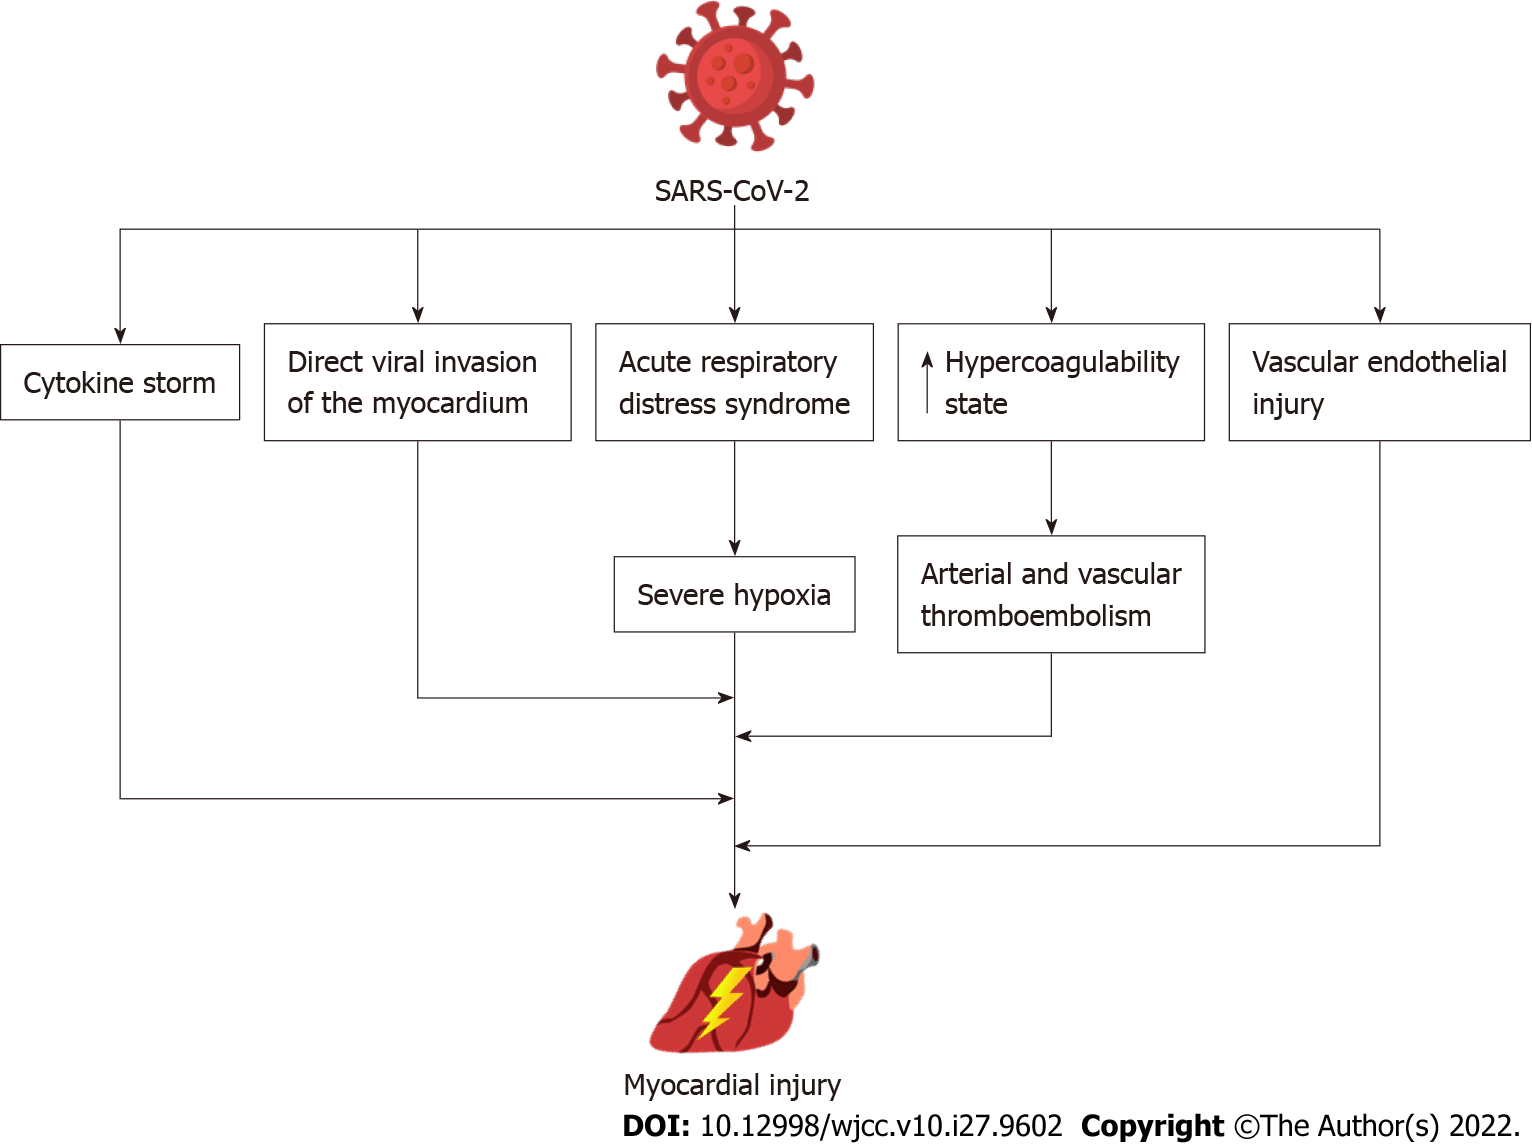 SARS-CoV-2
Cytokine storm
Direct viral invasion
of the myocardium
Acute respiratory
distress syndrome
↑ Hypercoagulability
state
Vascular endothelial
injury
Severe hypoxia
Arterial and vascular
thromboembolism
Myocardial injury
DOI: 10.12998/wjcc.v10.i27.9602 Copyright ©The Author(s) 2022.